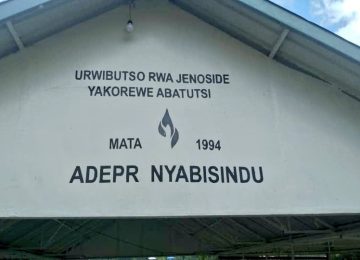 URWIBUTSO RWA JENOSIDE
YAKOREWE ABATUTSI
MATA 1994
ADEPR NYABISINDU